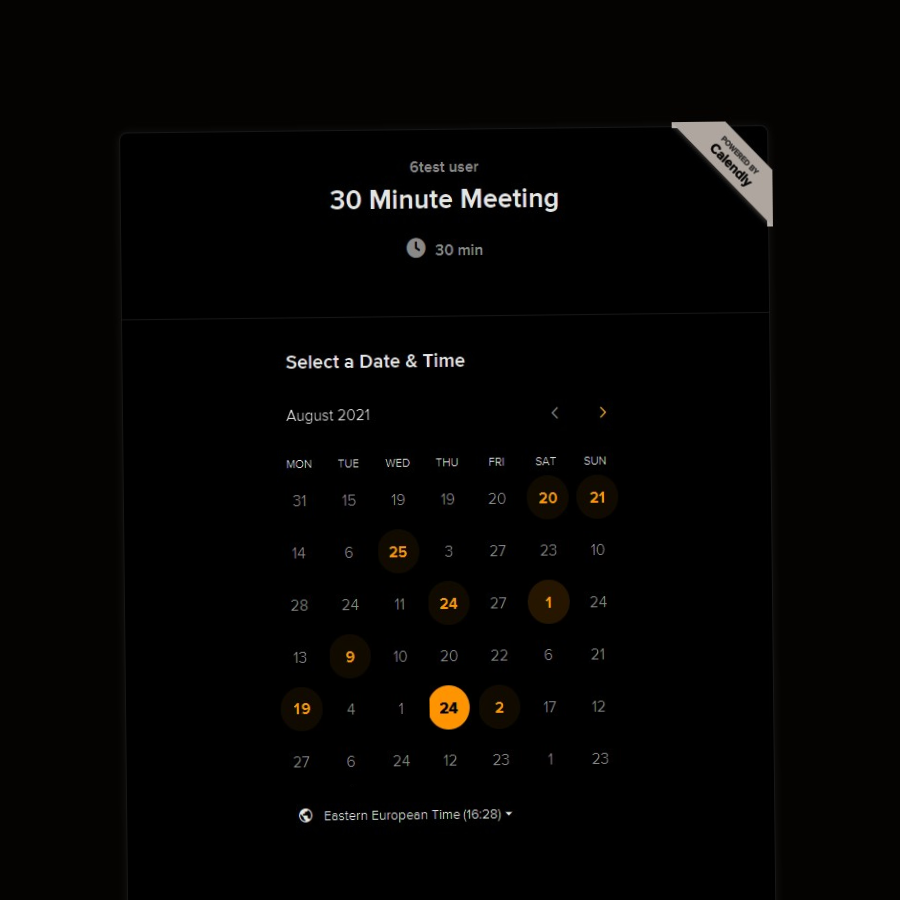 POWERED BY
Calendly
6test user
30 Minute Meeting
30 min
Select a Date & Time
August 2021
MON TUE WED THU FRI SAT SUN
31 15 19 19 20 20 21
14 6 25 3 27 23 10
28 24 11 24 27 1 24
13 9 10 20 22 6 21
19 4 1 24 2 17 12
27 6 24 12 23 1 23
Eastern European Time (16:28)